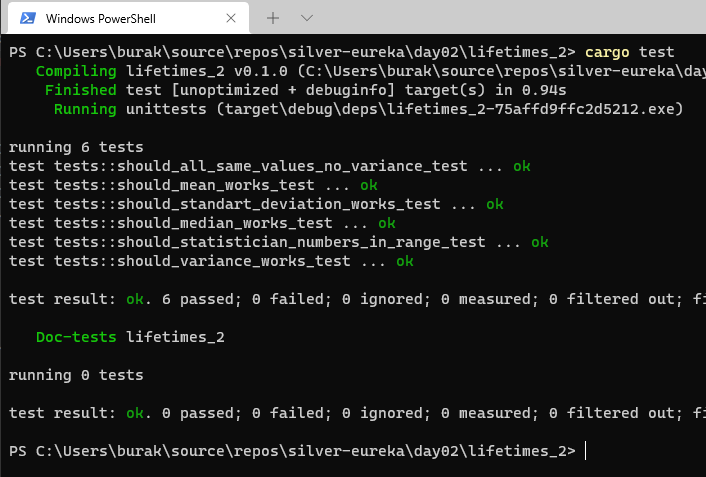 Windows PowerShell
PS C:\Users\burak\source\repos\silver-eureka\day02\lifetimes_2> cargo test
Compiling lifetimes_2 v0.1.0 (C:\Users\burak\source\repos\silver-eureka\day
Finished test [unoptimized + debuginfo] target(s) in 0.94s
Running unittests (target\debug\deps\lifetimes_2-75affd9ffc2d5212.exe)
running 6 tests
test tests::should_all_same_values_no_variance_test ... ok
test tests::should_mean_works_test ... ok
test tests::should_standart_deviation_works_test ... ok
test tests::should_median_works_test ... ok
test tests::should_statistician_numbers_in_range_test ... ok
test tests::should_variance_works_test ... ok
test result: ok. 6 passed; 0 failed; 0 ignored; 0 measured; 0 filtered out; fi
Doc-tests lifetimes_2
running 0 tests
test result: ok. 0 passed; 0 failed; 0 ignored; 0 measured; 0 filtered out; fi
PS C:\Users\burak\source\repos\silver-eureka\day02\lifetimes_2>